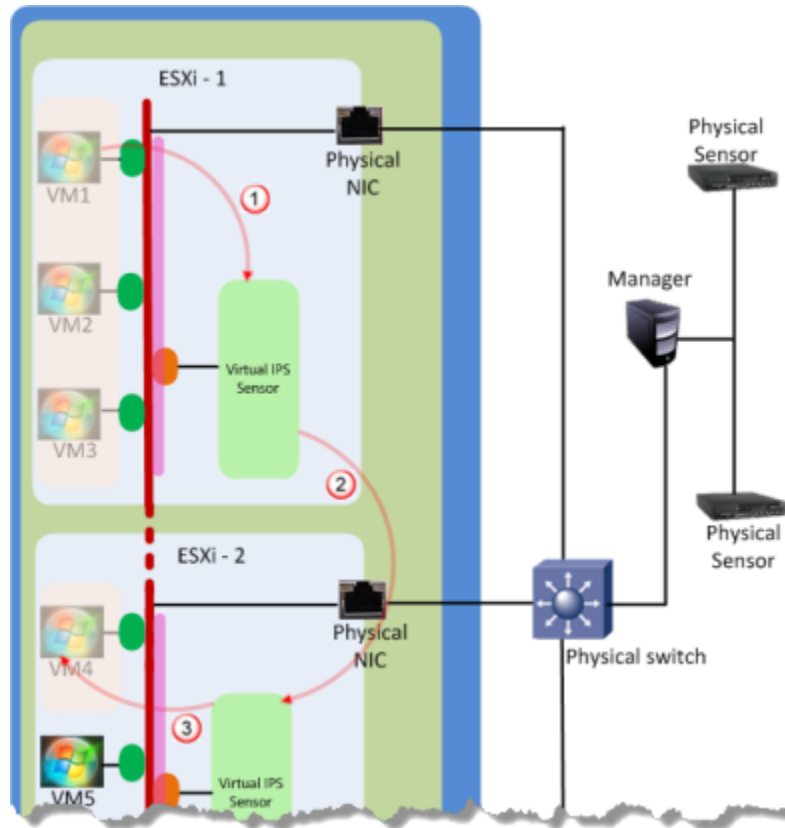 ESXi - 1
Physical
NIC
VM1
1
VM2
Virtual IPS
Sensor
VM3
2
ESXi - 2
Physical
NIC
VM4
3
VM5
Virtual IPS
Sensor
Physical
Sensor
Manager
Physical
Sensor
Physical switch